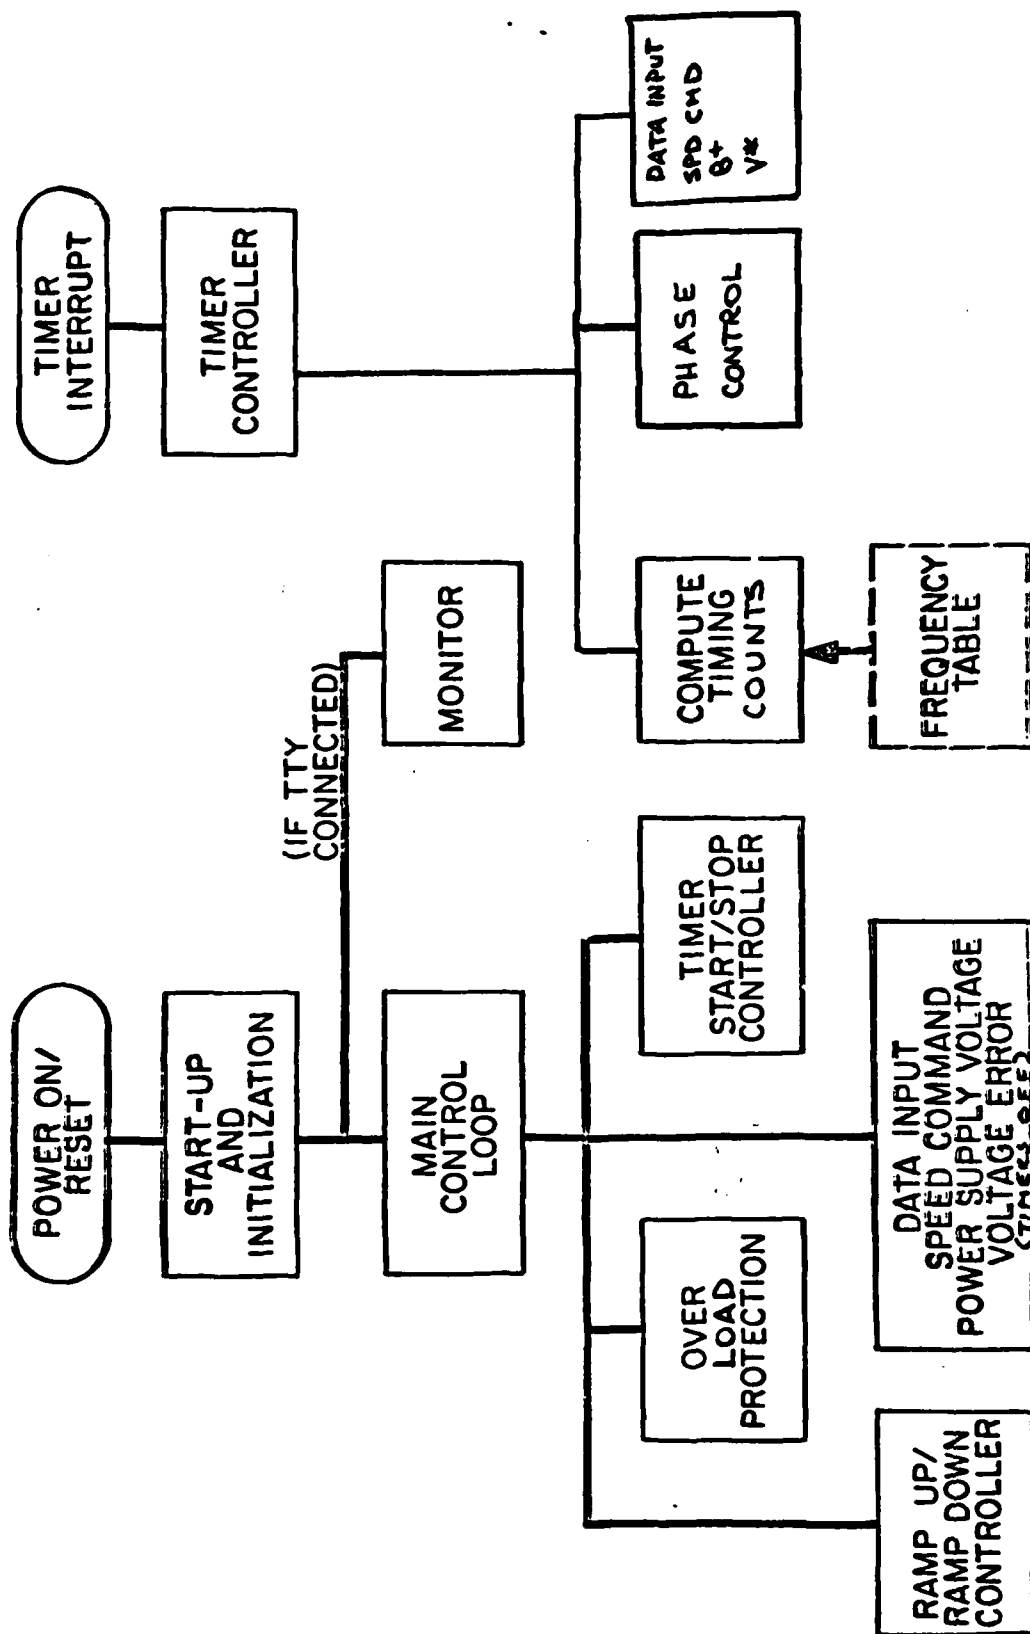 POWER ON/
RESET
START-UP
AND
INITIALIZATION
(IF TTY
CONNECTED)
MAIN
CONTROL
LOOP
MONITOR
RAMP UP/
RAMP DOWN
CONTROLLER
OVER
LOAD
PROTECTION
DATA INPUT
SPEED COMMAND
POWER SUPPLY VOLTAGE
VOLTAGE ERROR
TIMER
START/STOP
CONTROLLER
TIMER
INTERRUPT
TIMER
CONTROLLER
COMPUTE
TIMING
COUNTS
FREQUENCY
TABLE
PHASE
CONTROL
DATA INPUT
SPD CMD
B+
V*